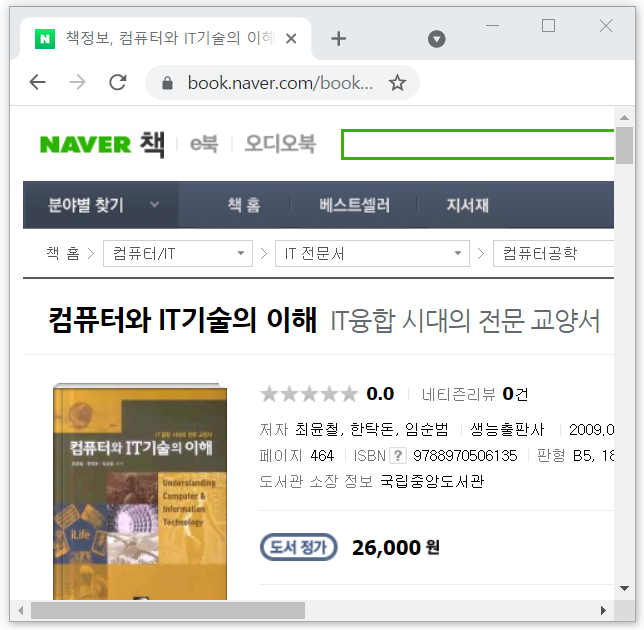 책정보, 컴퓨터와 IT기술의 이해
book.naver.com/book...
NAVER 책 e북 오디오북
분야별 찾기 책 홈 베스트셀러 지서재
책 홈 컴퓨터/IT IT 전문서 컴퓨터공학
컴퓨터와 IT기술의 이해 IT융합 시대의 전문 교양서
0.0 네티즌리뷰 0건
저자 최윤철, 한탁돈, 임순범 생능출판사 2009.0
페이지 464 ISBN ? 9788970506135 판형 B5, 18
도서관 소장 정보 국립중앙도서관
도서 정가 26,000 원
IT융합 시대의 전문 교양서
컴퓨터와 IT기술의 이해
Understanding
Computer &
Information
Technology
iLife